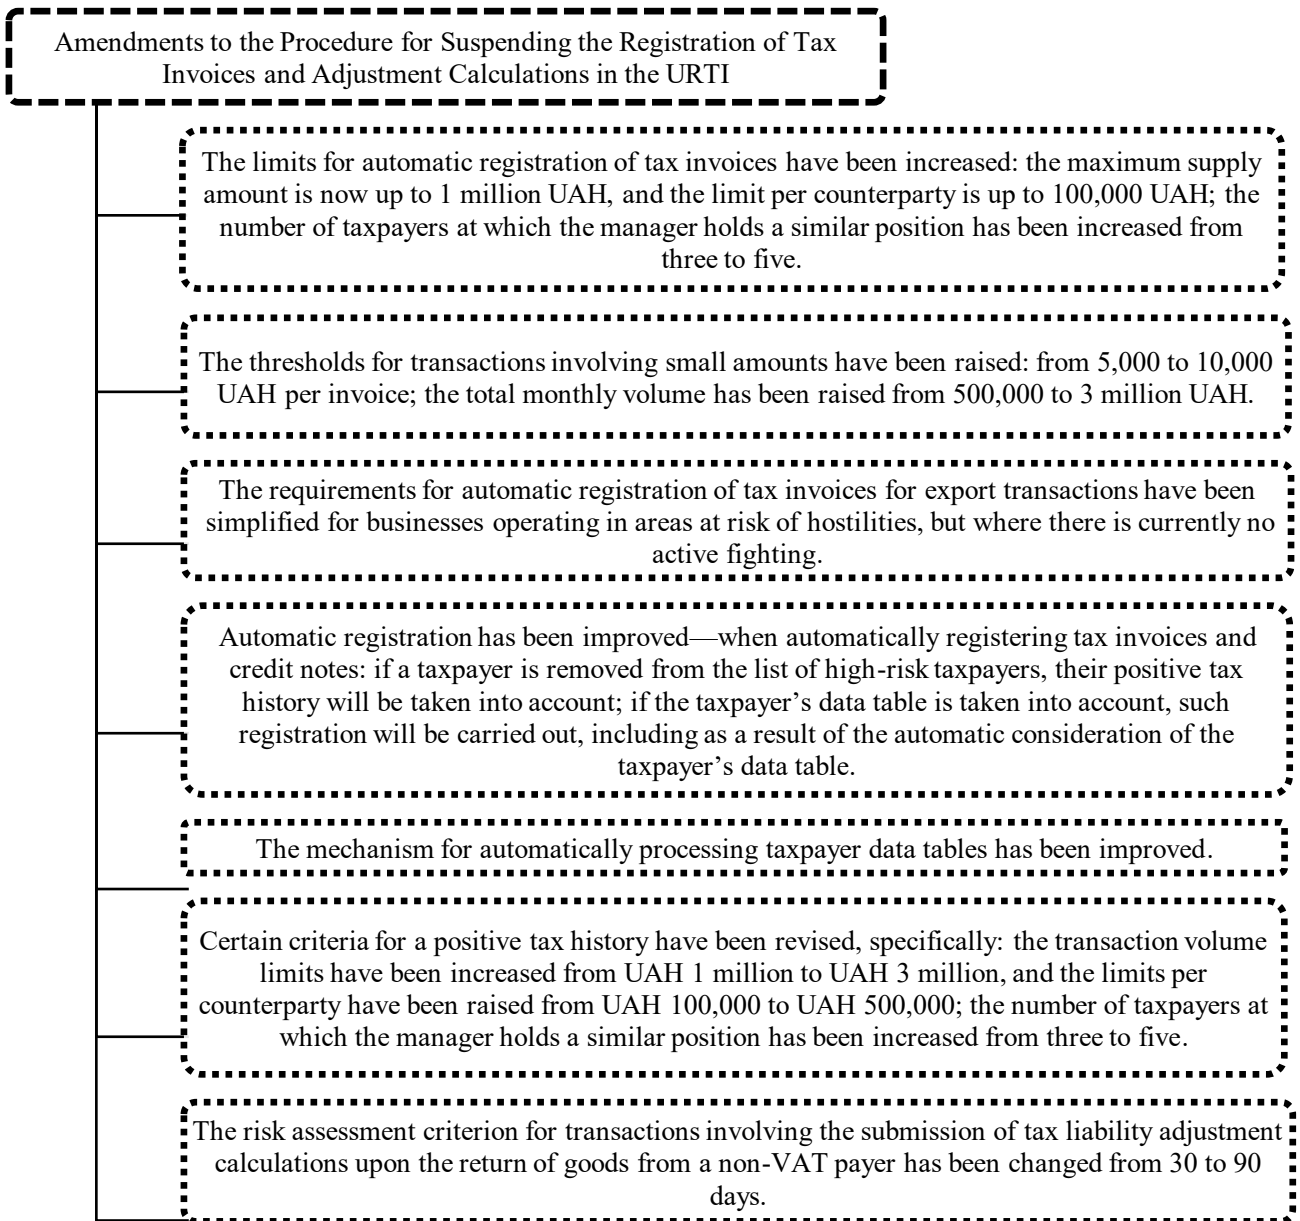 Amendments to the Procedure for Suspending the Registration of Tax
Invoices and Adjustment Calculations in the URTI
The limits for automatic registration of tax invoices have been increased: the maximum supply
amount is now up to 1 million UAH, and the limit per counterparty is up to 100,000 UAH; the
number of taxpayers at which the manager holds a similar position has been increased from
three to five.
The thresholds for transactions involving small amounts have been raised: from 5,000 to 10,000
UAH per invoice; the total monthly volume has been raised from 500,000 to 3 million UAH.
The requirements for automatic registration of tax invoices for export transactions have been
simplified for businesses operating in areas at risk of hostilities, but where there is currently no
active fighting.
Automatic registration has been improved—when automatically registering tax invoices and
credit notes: if a taxpayer is removed from the list of high-risk taxpayers, their positive tax
history will be taken into account; if the taxpayer’s data table is taken into account, such
registration will be carried out, including as a result of the automatic consideration of the
taxpayer’s data table.
The mechanism for automatically processing taxpayer data tables has been improved.
Certain criteria for a positive tax history have been revised, specifically: the transaction volume
limits have been increased from UAH 1 million to UAH 3 million, and the limits per
counterparty have been raised from UAH 100,000 to UAH 500,000; the number of taxpayers at
which the manager holds a similar position has been increased from three to five.
The risk assessment criterion for transactions involving the submission of tax liability adjustment
calculations upon the return of goods from a non-VAT payer has been changed from 30 to 90
days.